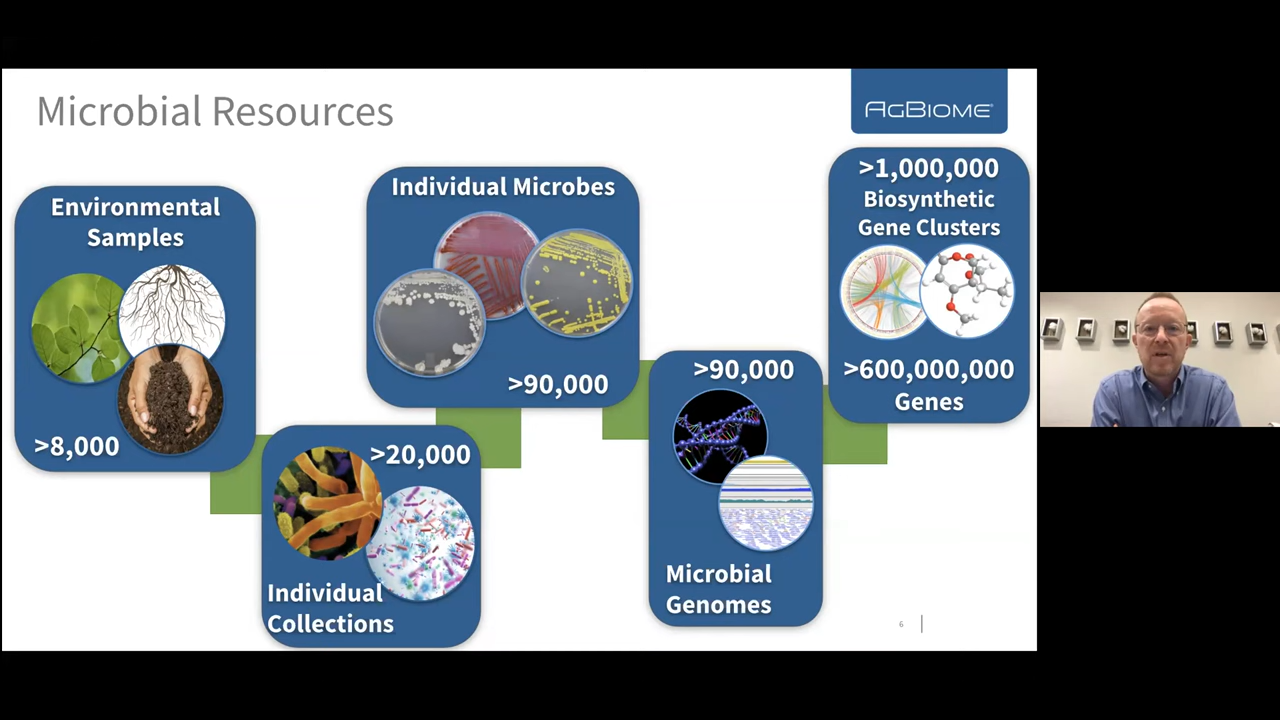 Microbial Resources
AGBIOME
Environmental
Samples
>8,000
>20,000
Individual
Collections
Individual Microbes
>90,000
>90,000
Microbial
Genomes
>1,000,000
Biosynthetic
Gene Clusters
>600,000,000
Genes
6